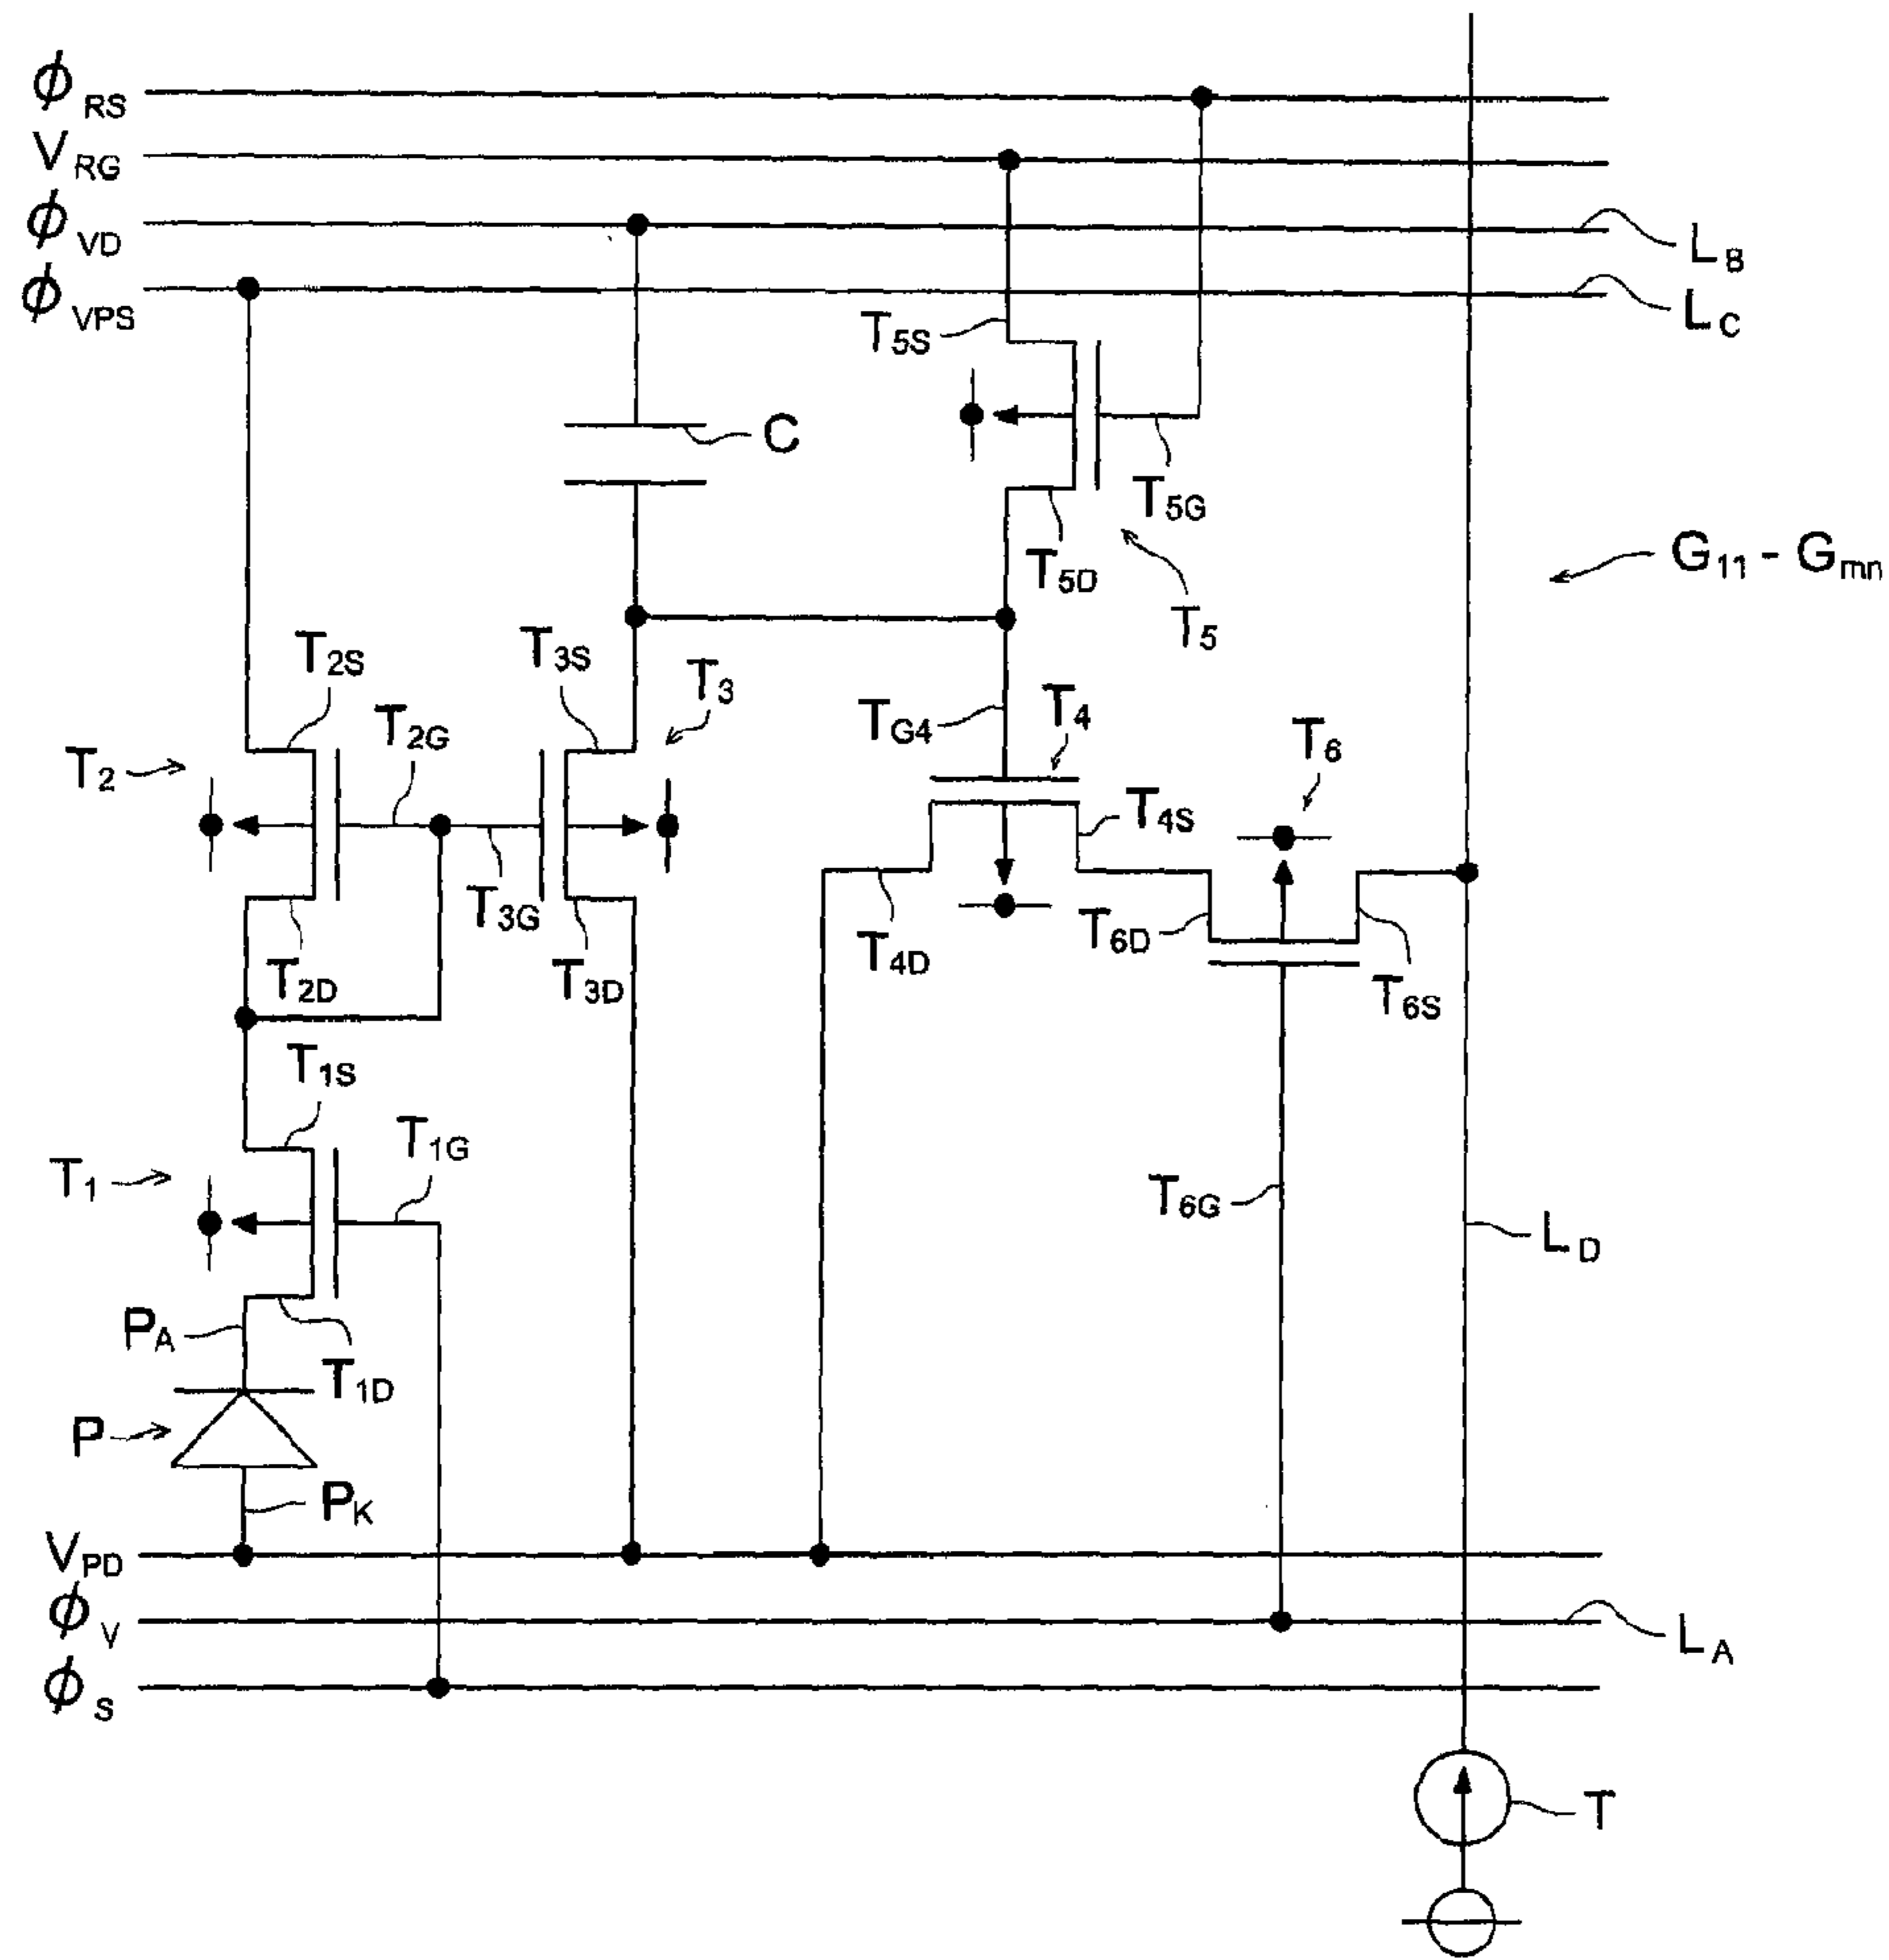 ϕRS
VRG
ϕVD
LB
ϕVPS
LC
T5S
C
T5G
T5D
G11 - Gmn
T5
T2S
T3S
T3
T2G
TG4
T4
T6
T2
T4S
T3G
T6D
T4D
T2D
T3D
T6S
T1S
T1G
T1
T6G
LD
PA
T1D
P
PK
VPD
ϕV
LA
ϕS
T